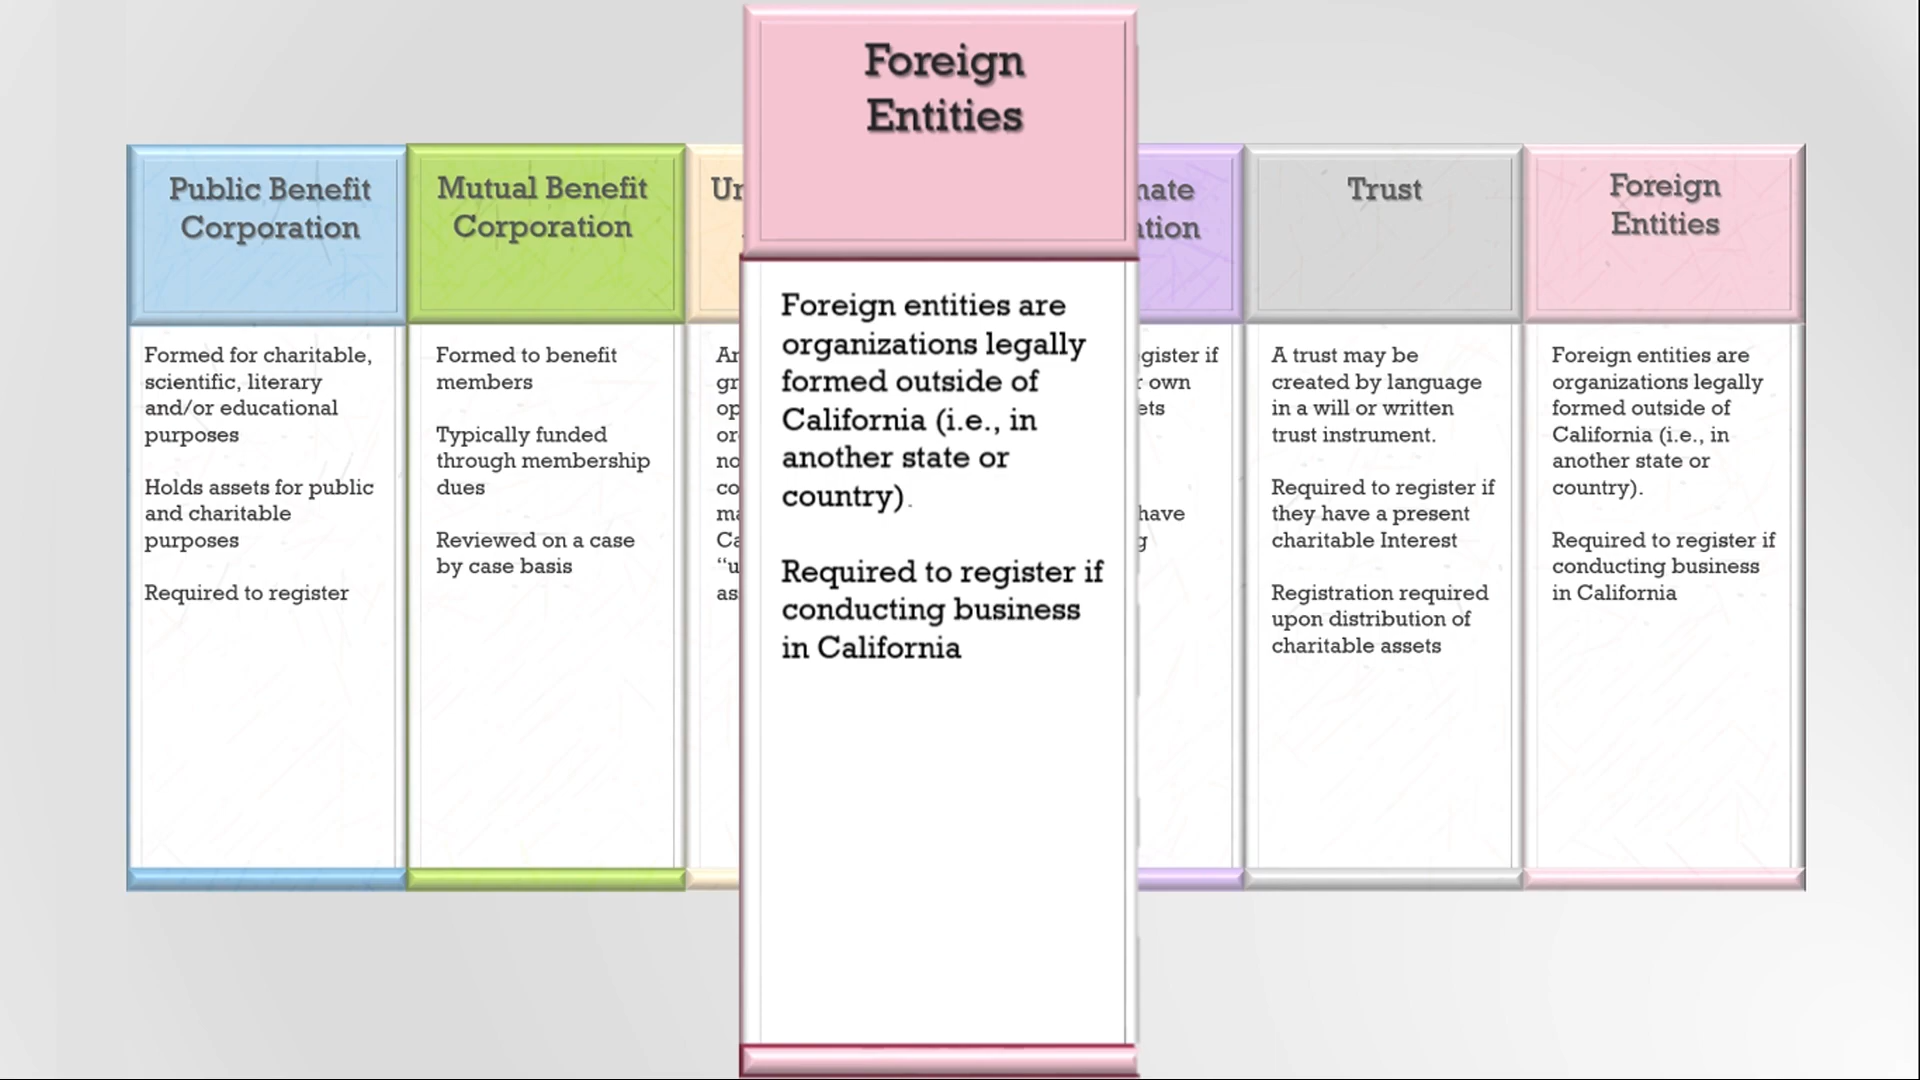 Public Benefit
Corporation
Formed for charitable,
scientific, literary
and/or educational
purposes
Holds assets for public
and charitable
purposes
Required to register
Mutual Benefit
Corporation
Formed to benefit
members
Typically funded
through membership
dues
Reviewed on a case
by case basis
Foreign
Entities
Foreign entities are
organizations legally
formed outside of
California (i.e., in
another state or
country).
Required to register if
conducting business
in California
if
own
have
Trust
A trust may be
created by language
in a will or written
trust instrument.
Required to register if
they have a present
charitable Interest
Registration required
upon distribution of
charitable assets
Foreign
Entities
Foreign entities are
organizations legally
formed outside of
California (i.e., in
another state or
country).
Required to register if
conducting business
in California